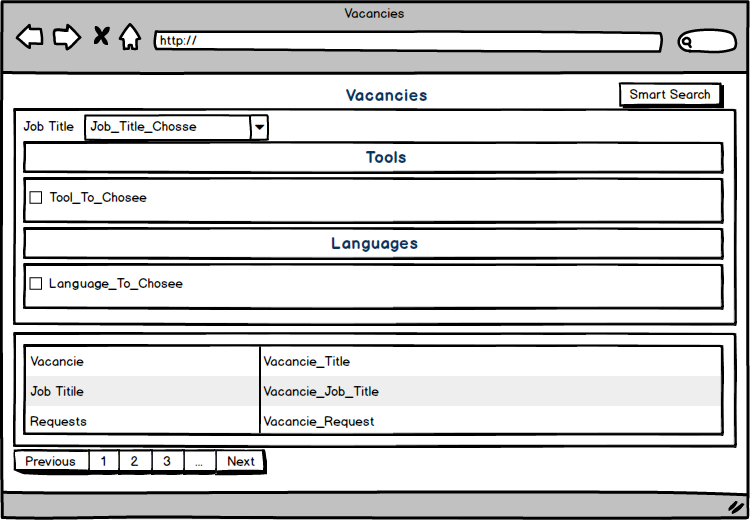 Vacancies
http://
Vacancies
Smart Search
Job Title Job_Title_Chosse
Tools
Tool_To_Chosee
Languages
Language_To_Chosee
Vacancie Vacancie_Title
Job Titile Vacancie_Job_Title
Requests Vacancie_Request
Previous 1 2 3 ... Next